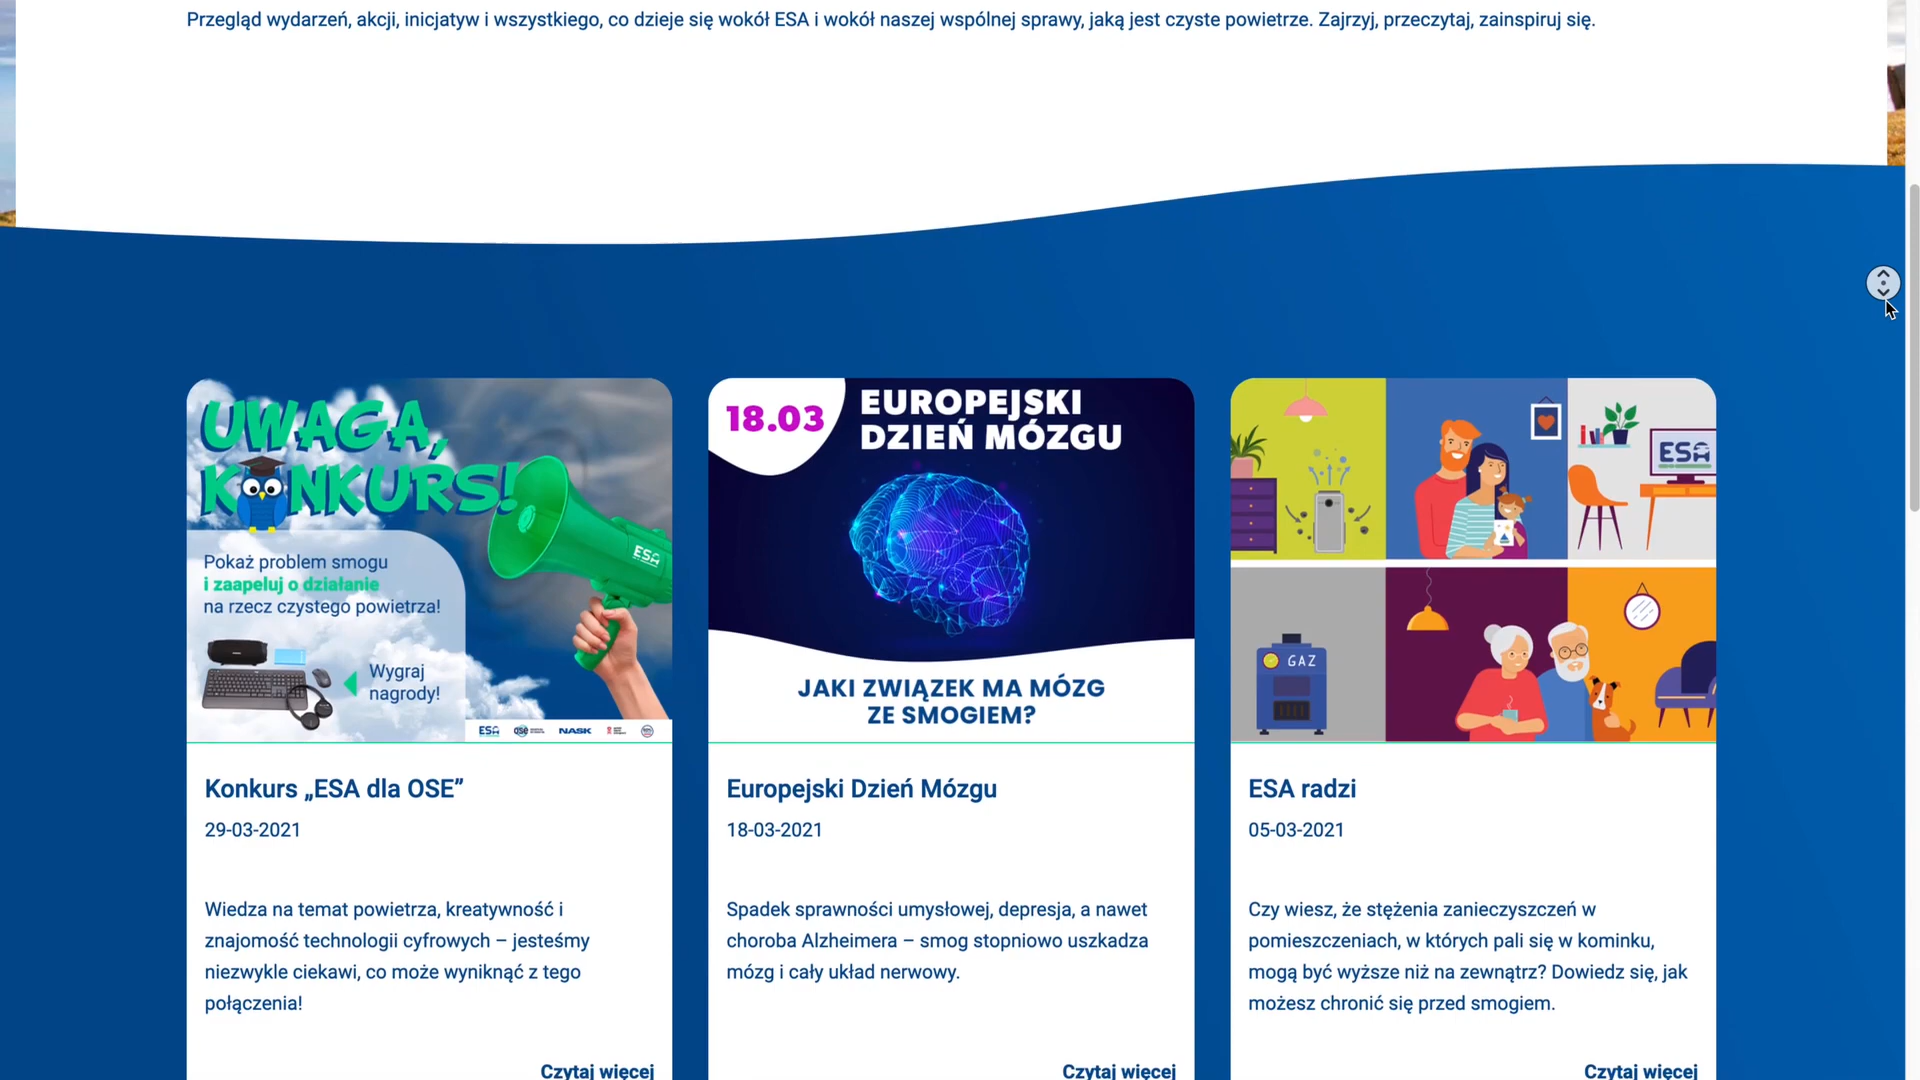 Przegląd wydarzeń, akcji, inicjatyw i wszystkiego, co dzieje się wokół ESA i wokół naszej wspólnej sprawy, jaką jest czyste powietrze. Zajrzyj, przeczytaj, zainspiruj się.
UWAGA,
KONKURS!
ESA
Pokaż problem smogu
i zaapeluj o działanie
na rzecz czystego powietrza!
Wygraj
nagrody!
ESA
OSE
NASK
Konkurs „ESA dla OSE”
29-03-2021
Wiedza na temat powietrza, kreatywność i
znajomość technologii cyfrowych – jesteśmy
niezwykle ciekawi, co może wyniknąć z tego
połączenia!
Czytaj więcej
18.03
EUROPEJSKI
DZIEŃ MÓZGU
JAKI ZWIĄZEK MA MÓZG
ZE SMOGIEM?
Europejski Dzień Mózgu
18-03-2021
Spadek sprawności umysłowej, depresja, a nawet
choroba Alzheimera – smog stopniowo uszkadza
mózg i cały układ nerwowy.
Czytaj więcej
ESA
GAZ
ESA radzi
05-03-2021
Czy wiesz, że stężenia zanieczyszczeń w
pomieszczeniach, w których pali się w kominku,
mogą być wyższe niż na zewnątrz? Dowiedz się, jak
możesz chronić się przed smogiem.
Czytaj więcej